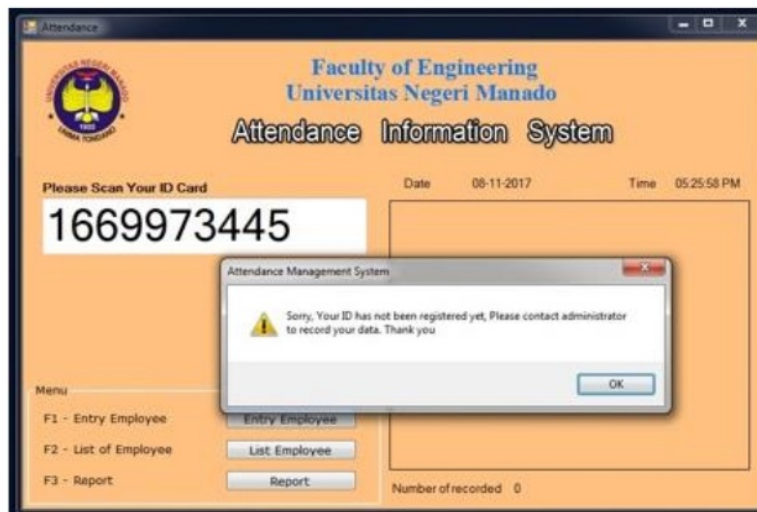 Attendance
Faculty of Engineering
Universitas Negeri Manado
Attendance Information System
UNIVERSITAS NEGERI MANADO
Please Scan Your ID Card
Date 08-11-2017 Time 05:25:58 PM
1669973445
Attendance Management System
Sorry, Your ID has not been registered yet, Please contact administrator
to record your data. Thank you
OK
Menu
F1 - Entry Employee Entry Employee
F2 - List of Employee List Employee
F3 - Report Report
Number of recorded 0